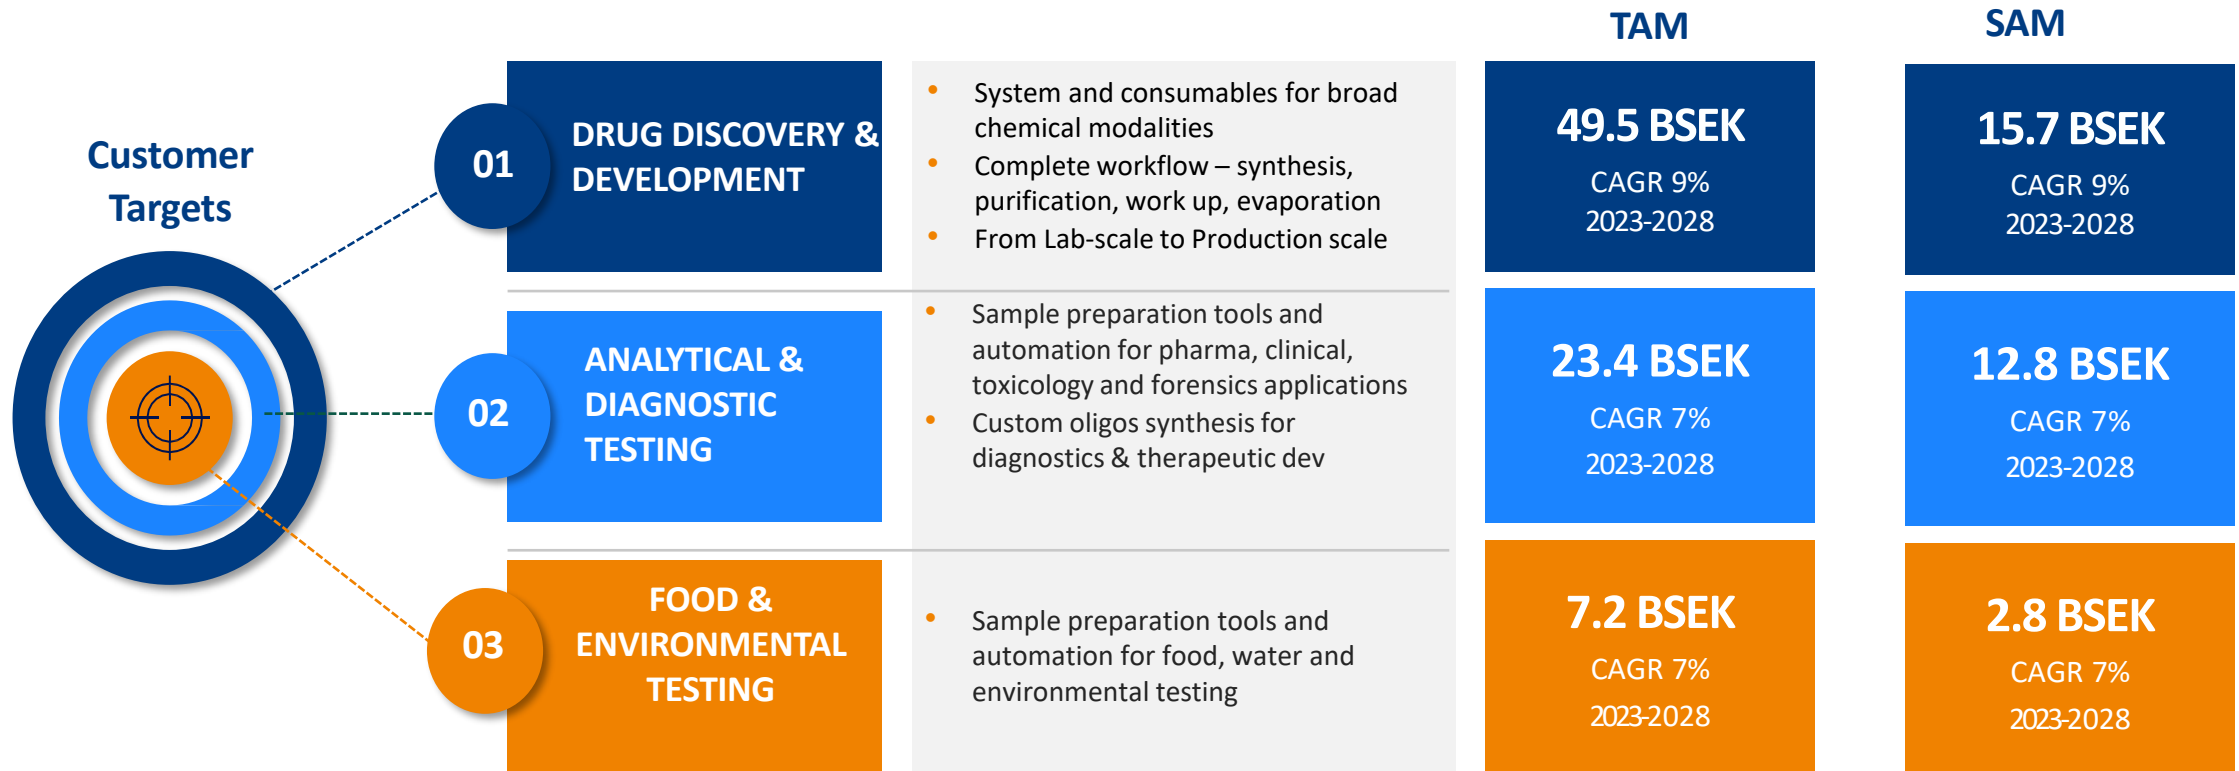 TAM
SAM
Customer
Targets
01
DRUG DISCOVERY &
DEVELOPMENT
• System and consumables for broad
chemical modalities
• Complete workflow – synthesis,
purification, work up, evaporation
• From Lab-scale to Production scale
49.5 BSEK
CAGR 9%
2023-2028
15.7 BSEK
CAGR 9%
2023-2028
02
ANALYTICAL &
DIAGNOSTIC
TESTING
• Sample preparation tools and
automation for pharma, clinical,
toxicology and forensics applications
• Custom oligos synthesis for
diagnostics & therapeutic dev
23.4 BSEK
CAGR 7%
2023-2028
12.8 BSEK
CAGR 7%
2023-2028
03
FOOD &
ENVIRONMENTAL
TESTING
• Sample preparation tools and
automation for food, water and
environmental testing
7.2 BSEK
CAGR 7%
2023-2028
2.8 BSEK
CAGR 7%
2023-2028